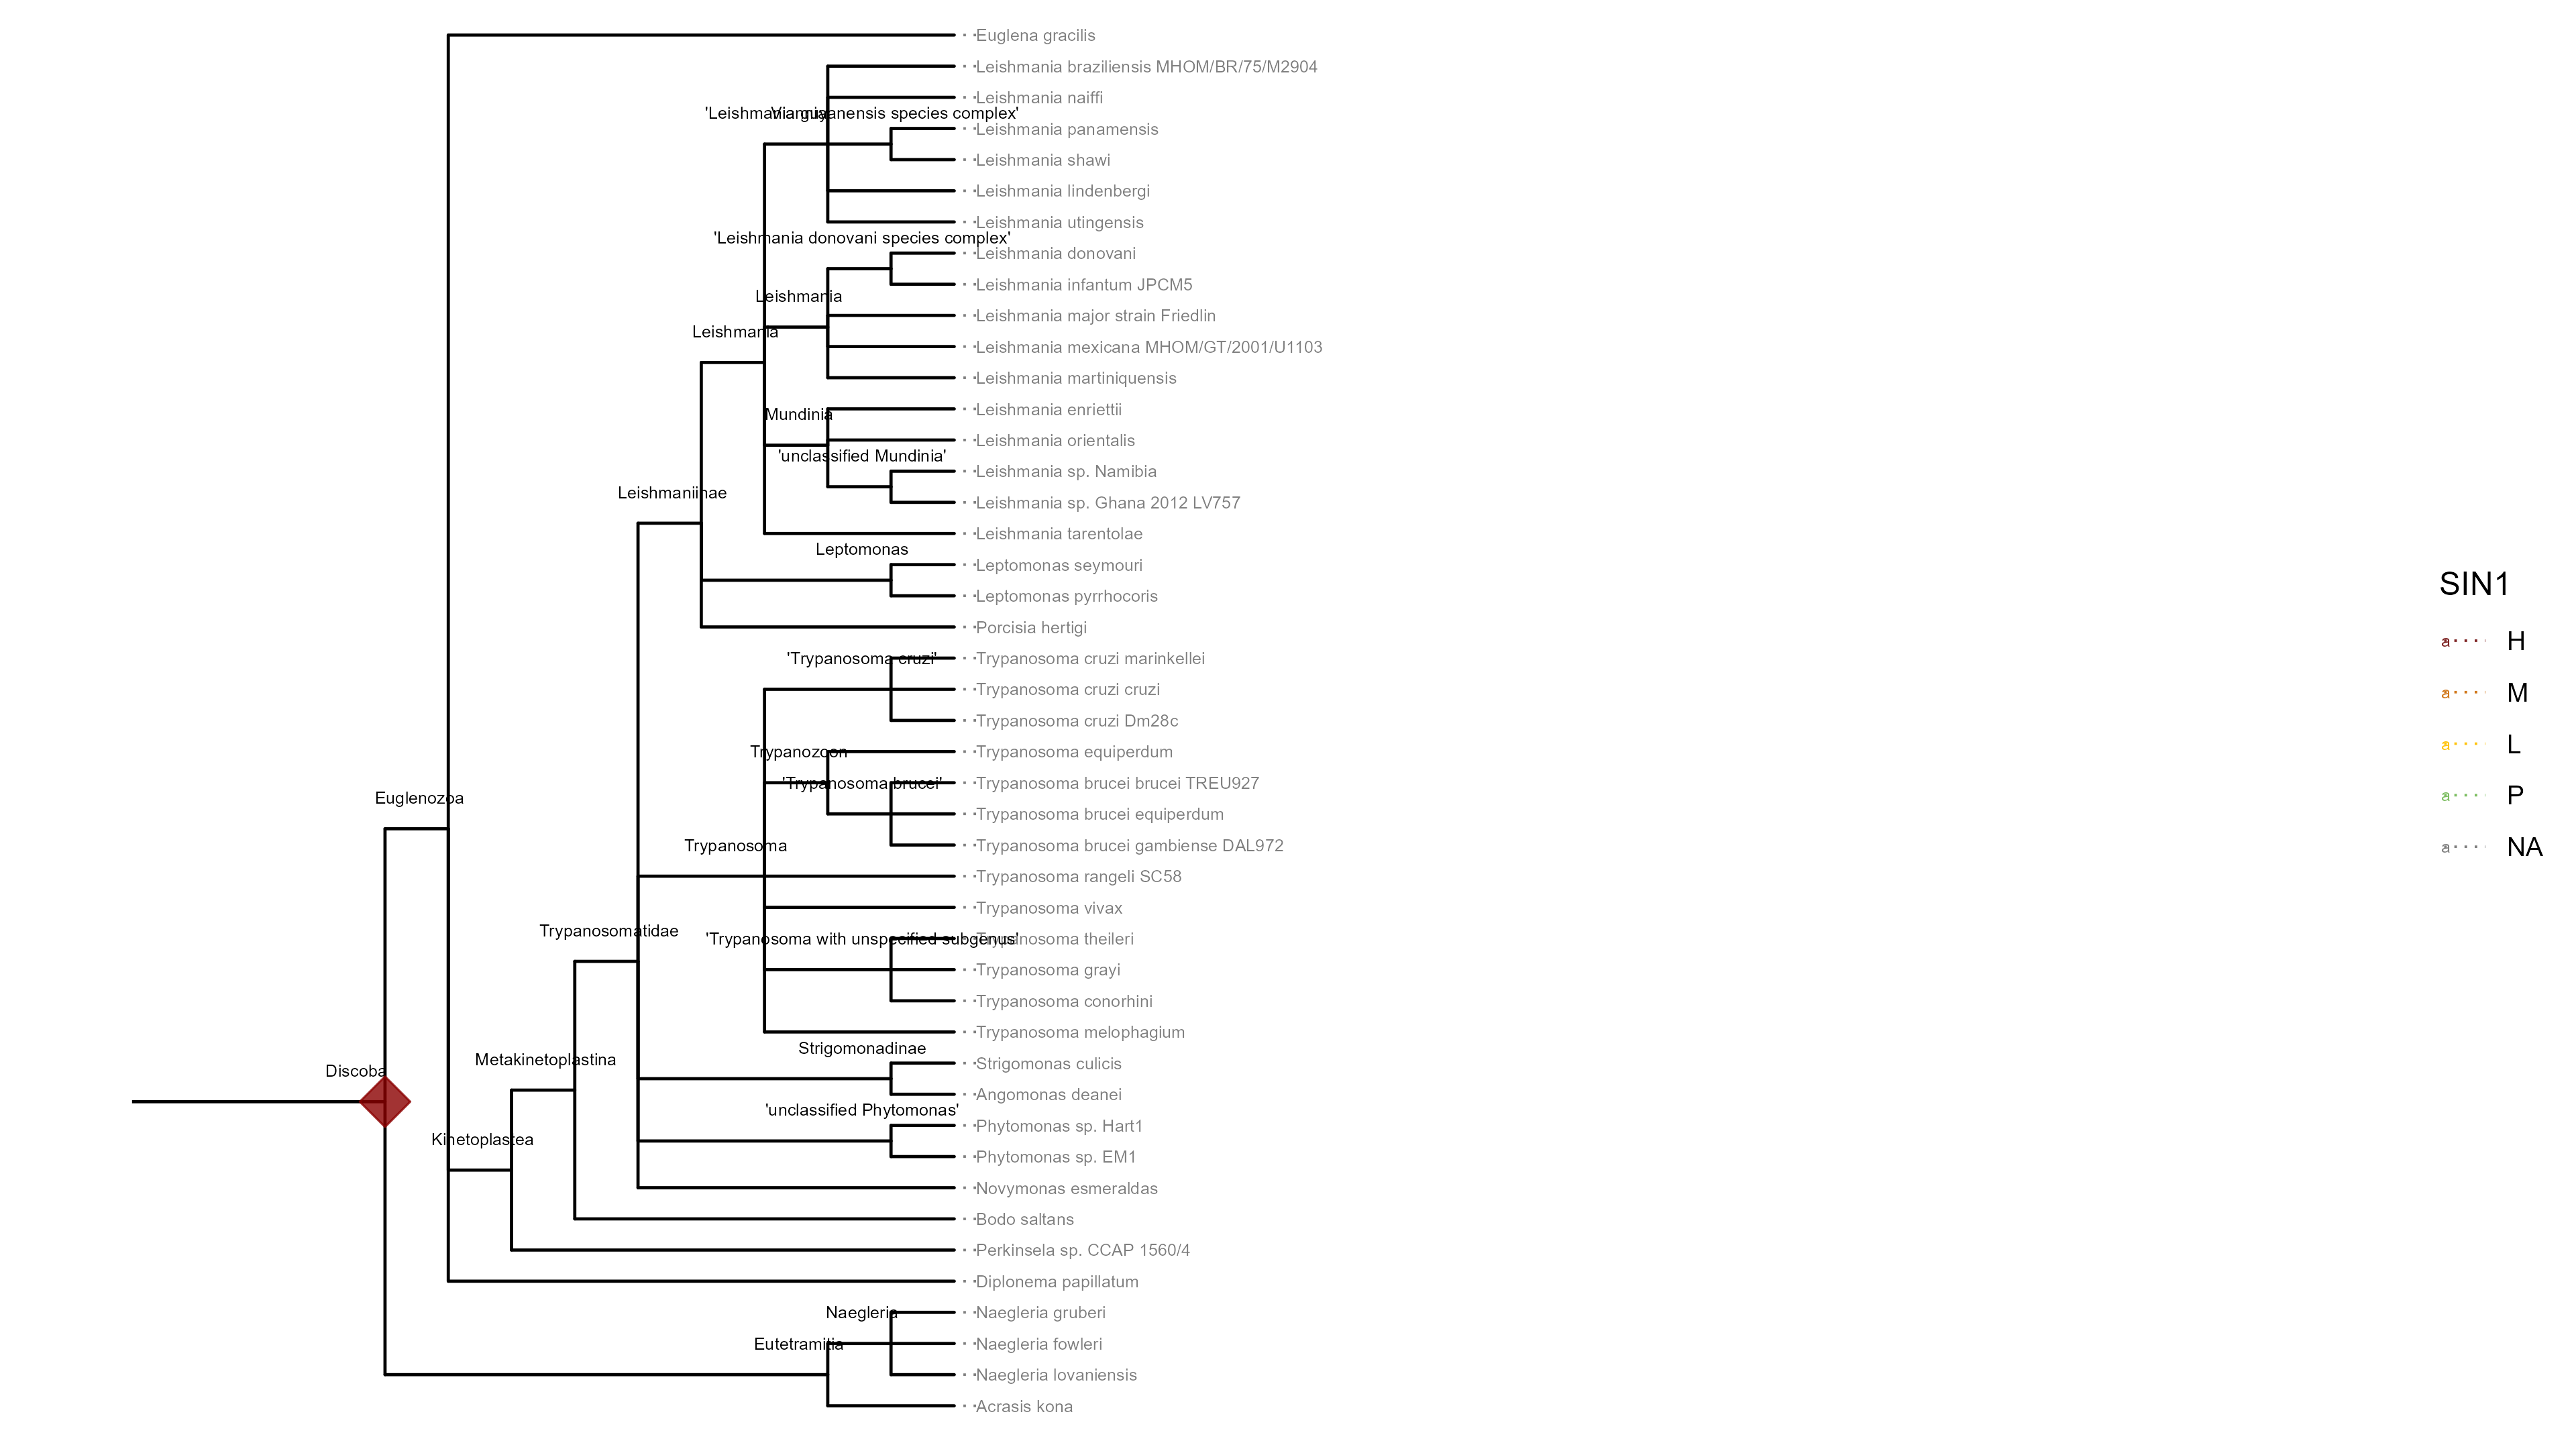 Euglena gracilis
Leishmania braziliensis MHOM/BR/75/M2904
Leishmania naiffi
'Leishmania guyanensis species complex'
Viannia
Leishmania panamensis
Leishmania shawi
Leishmania lindenbergi
Leishmania utingensis
'Leishmania donovani species complex'
Leishmania donovani
Leishmania infantum JPCM5
Leishmania
Leishmania major strain Friedlin
Leishmania
Leishmania mexicana MHOM/GT/2001/U1103
Leishmania martiniquensis
Leishmania enriettii
Mundinia
Leishmania orientalis
'unclassified Mundinia'
Leishmania sp. Namibia
Leishmaniinae
Leishmania sp. Ghana 2012 LV757
Leishmania tarentolae
Leptomonas
Leptomonas seymouri
Leptomonas pyrrhocoris
Porcisia hertigi
'Trypanosoma cruzi'
Trypanosoma cruzi marinkellei
Trypanosoma cruzi cruzi
Trypanosoma cruzi Dm28c
Trypanozoon
Trypanosoma equiperdum
'Trypanosoma brucei'
Trypanosoma brucei brucei TREU927
Euglenozoa
Trypanosoma brucei equiperdum
Trypanosoma
Trypanosoma brucei gambiense DAL972
Trypanosoma rangeli SC58
Trypanosoma vivax
Trypanosomatidae
'Trypanosoma with unspecified subgenus'
Trypanosoma theileri
Trypanosoma grayi
Trypanosoma conorhini
Trypanosoma melophagium
Strigomonadinae
Metakinetoplastina
Strigomonas culicis
Discoba
Angomonas deanei
'unclassified Phytomonas'
Phytomonas sp. Hart1
Kinetoplastea
Phytomonas sp. EM1
Novymonas esmeraldas
Bodo saltans
Perkinsela sp. CCAP 1560/4
Diplonema papillatum
Naegleria
Naegleria gruberi
Eutetramitia
Naegleria fowleri
Naegleria lovaniensis
Acrasis kona
SIN1
a H
a M
a L
a P
a NA